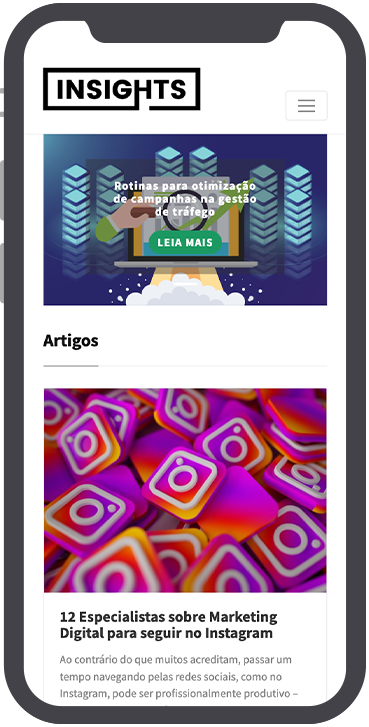 INSIGHTS
Rotinas para otimização
de campanhas na gestão
de tráfego
LEIA MAIS
Artigos
12 Especialistas sobre Marketing
Digital para seguir no Instagram
Ao contrário do que muitos acreditam, passar um
tempo navegando pelas redes sociais, como no
Instagram, pode ser profissionalmente produtivo –